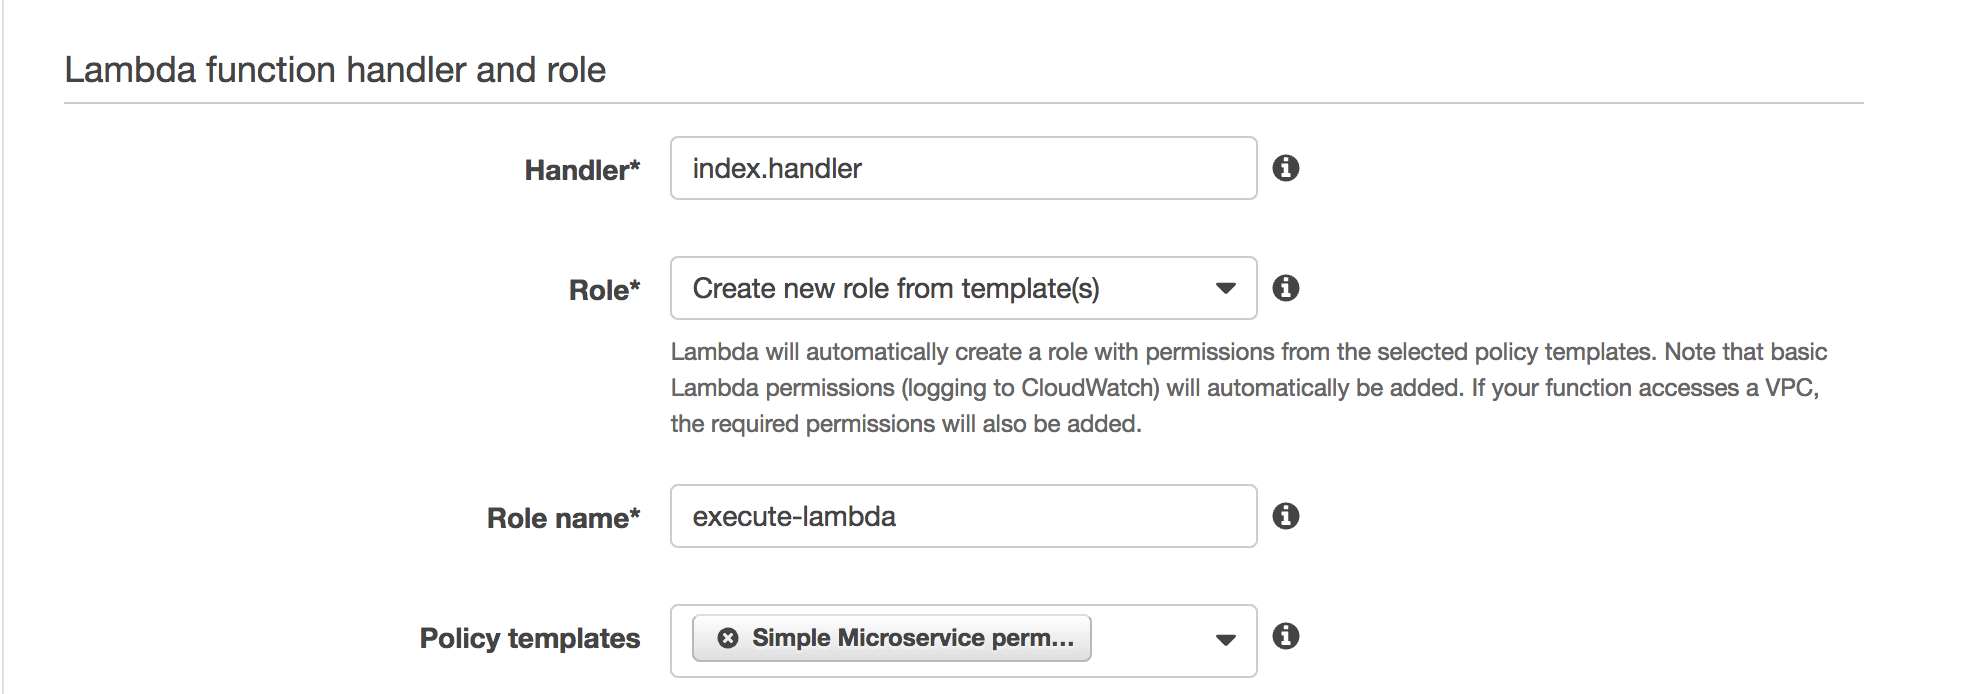 Lambda function handler and role
Handler* index.handler
Role* Create new role from template(s)
Lambda will automatically create a role with permissions from the selected policy templates. Note that basic
Lambda permissions (logging to CloudWatch) will automatically be added. If your function accesses a VPC,
the required permissions will also be added.
Role name* execute-lambda
Policy templates Simple Microservice perm...